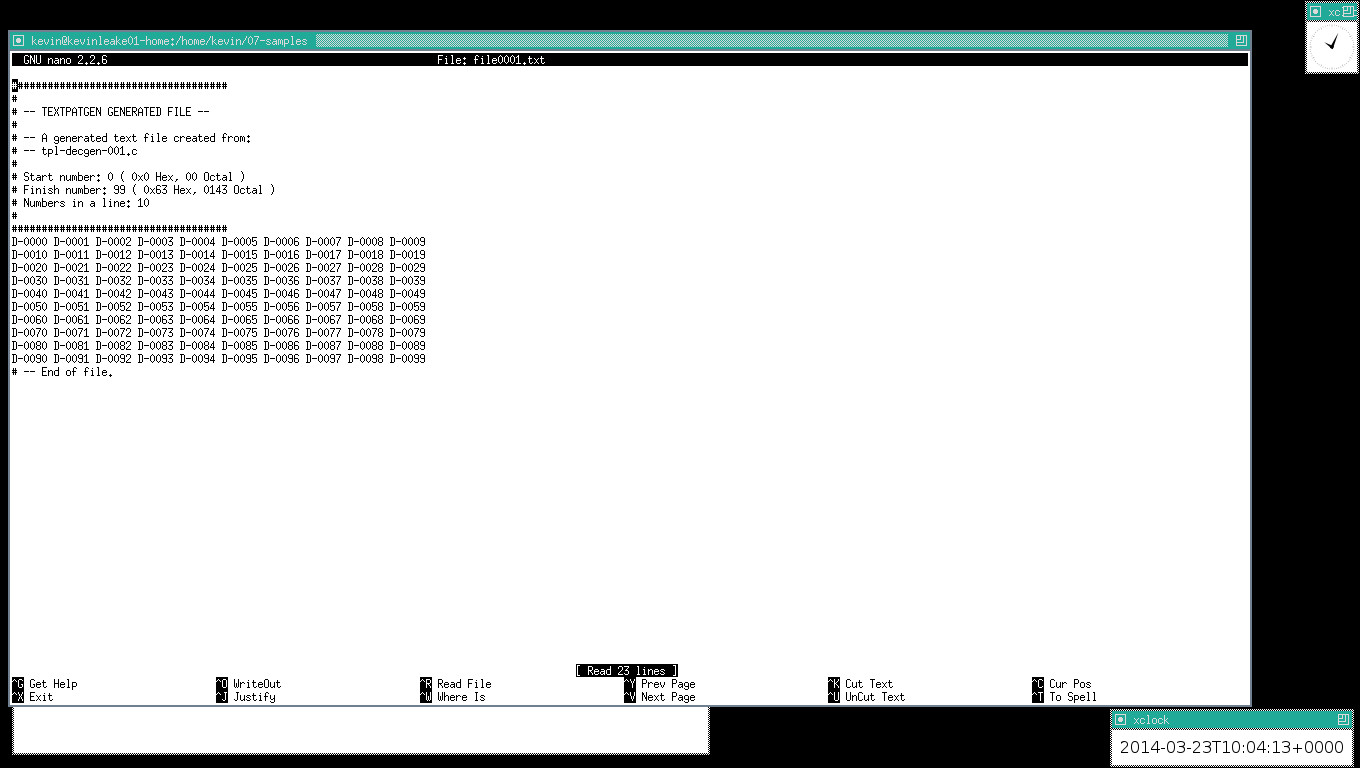 xc
kevin@kevinleake01-home:/home/kevin/07-samples
GNU nano 2.2.6 File: file0001.txt
####################################
#
# -- TEXTPATGEN GENERATED FILE --
#
# -- A generated text file created from:
# -- tpl-decgen-001.c
#
# Start number: 0 ( 0x0 Hex, 00 Octal )
# Finish number: 99 ( 0x63 Hex, 0143 Octal )
# Numbers in a line: 10
#
####################################
D-0000 D-0001 D-0002 D-0003 D-0004 D-0005 D-0006 D-0007 D-0008 D-0009
D-0010 D-0011 D-0012 D-0013 D-0014 D-0015 D-0016 D-0017 D-0018 D-0019
D-0020 D-0021 D-0022 D-0023 D-0024 D-0025 D-0026 D-0027 D-0028 D-0029
D-0030 D-0031 D-0032 D-0033 D-0034 D-0035 D-0036 D-0037 D-0038 D-0039
D-0040 D-0041 D-0042 D-0043 D-0044 D-0045 D-0046 D-0047 D-0048 D-0049
D-0050 D-0051 D-0052 D-0053 D-0054 D-0055 D-0056 D-0057 D-0058 D-0059
D-0060 D-0061 D-0062 D-0063 D-0064 D-0065 D-0066 D-0067 D-0068 D-0069
D-0070 D-0071 D-0072 D-0073 D-0074 D-0075 D-0076 D-0077 D-0078 D-0079
D-0080 D-0081 D-0082 D-0083 D-0084 D-0085 D-0086 D-0087 D-0088 D-0089
D-0090 D-0091 D-0092 D-0093 D-0094 D-0095 D-0096 D-0097 D-0098 D-0099
# -- End of file.
[ Read 23 lines ]
^G Get Help ^O WriteOut ^R Read File ^Y Prev Page ^K Cut Text ^C Cur Pos
^X Exit ^J Justify ^W Where Is ^V Next Page ^U UnCut Text ^T To Spell
xclock
2014-03-23T10:04:13+0000